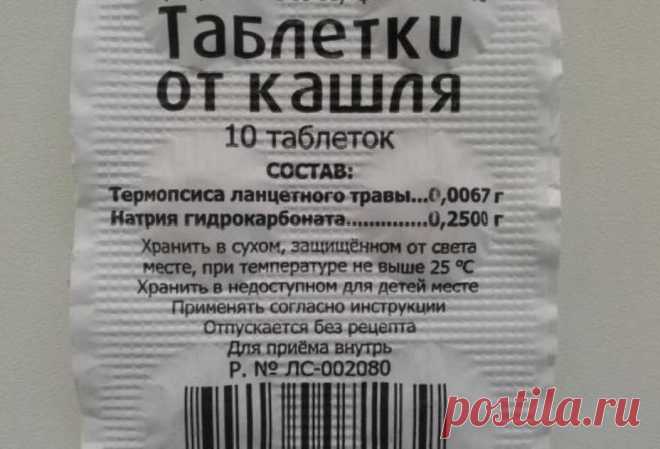 Таблетки
от кашля
10 таблеток
СОСТАВ:
Термопсиса ланцетного травы...0,0067 г
Натрия гидрокарбоната..............0,2500 г
Хранить в сухом, защищённом от света
месте, при температуре не выше 25 °С
Хранить в недоступном для детей месте
Применять согласно инструкции
Отпускается без рецепта
Для приёма внутрь
Р. № ЛС-002080
postila.ru